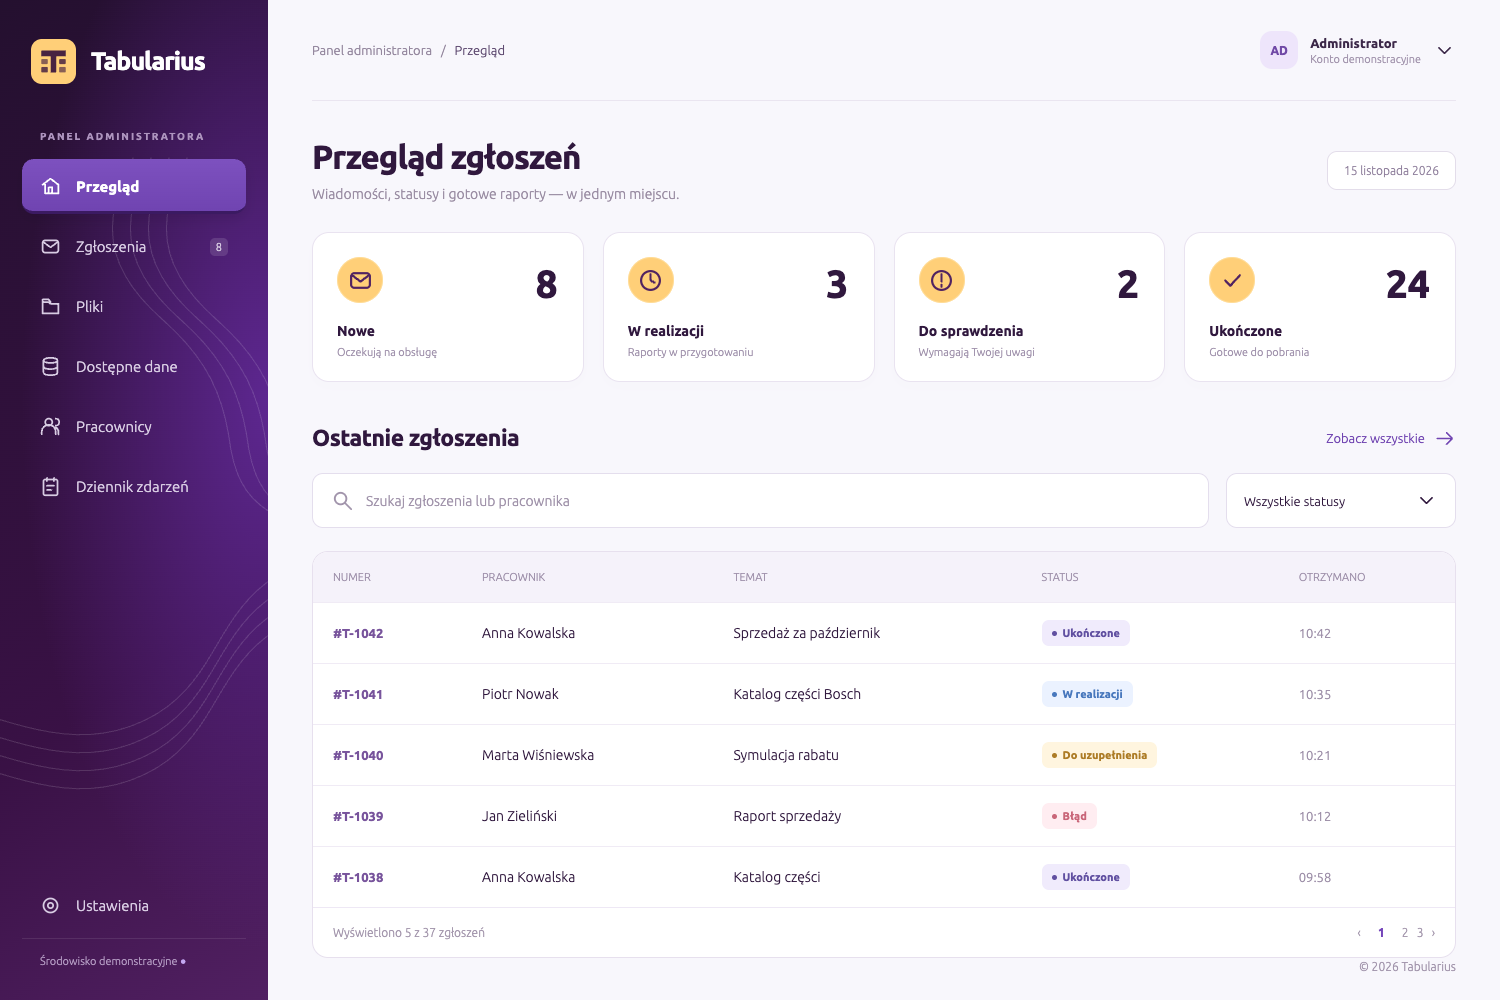 Tabularius
PANEL ADMINISTRATORA
Przegląd
Zgłoszenia 8
Pliki
Dostępne dane
Pracownicy
Dziennik zdarzeń
Ustawienia
Środowisko demonstracyjne
Panel administratora / Przegląd
AD
Administrator
Konto demonstracyjne
Przegląd zgłoszeń
Wiadomości, statusy i gotowe raporty — w jednym miejscu.
15 listopada 2026
8
Nowe
Oczekują na obsługę
3
W realizacji
Raporty w przygotowaniu
2
Do sprawdzenia
Wymagają Twojej uwagi
24
Ukończone
Gotowe do pobrania
Ostatnie zgłoszenia
Zobacz wszystkie
Szukaj zgłoszenia lub pracownika
Wszystkie statusy
NUMER PRACOWNIK TEMAT STATUS OTRZYMANO
#T-1042 Anna Kowalska Sprzedaż za październik Ukończone 10:42
#T-1041 Piotr Nowak Katalog części Bosch W realizacji 10:35
#T-1040 Marta Wiśniewska Symulacja rabatu Do uzupełnienia 10:21
#T-1039 Jan Zieliński Raport sprzedaży Błąd 10:12
#T-1038 Anna Kowalska Katalog części Ukończone 09:58
Wyświetlono 5 z 37 zgłoszeń ‹ 1 2 3 ›
© 2026 Tabularius